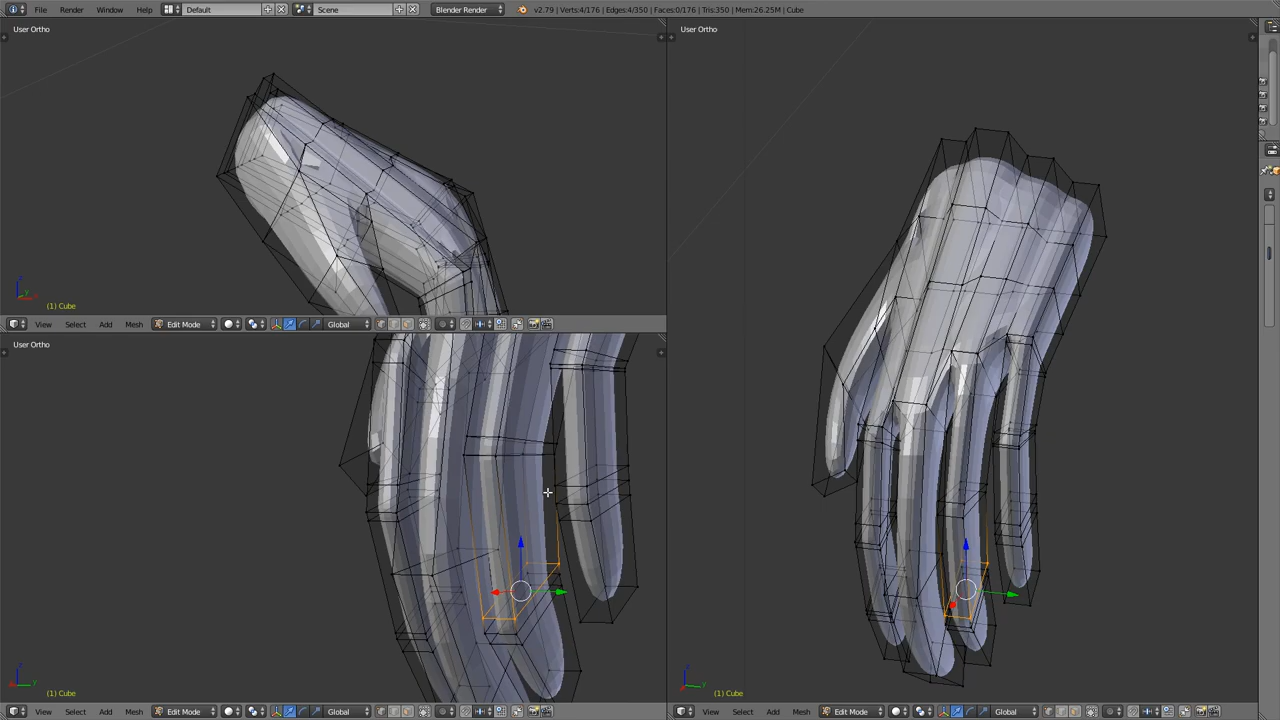 File Render Window Help Default Scene Blender Render v2.79 | Verts:4/176 | Edges:4/350 | Faces:0/176 | Tris:350 | Mem:26.25M | Cube
User Ortho
User Ortho
(1) Cube
View Select Add Mesh Edit Mode Global
User Ortho
(1) Cube
(1) Cube
View Select Add Mesh Edit Mode Global
View Select Add Mesh Edit Mode Global